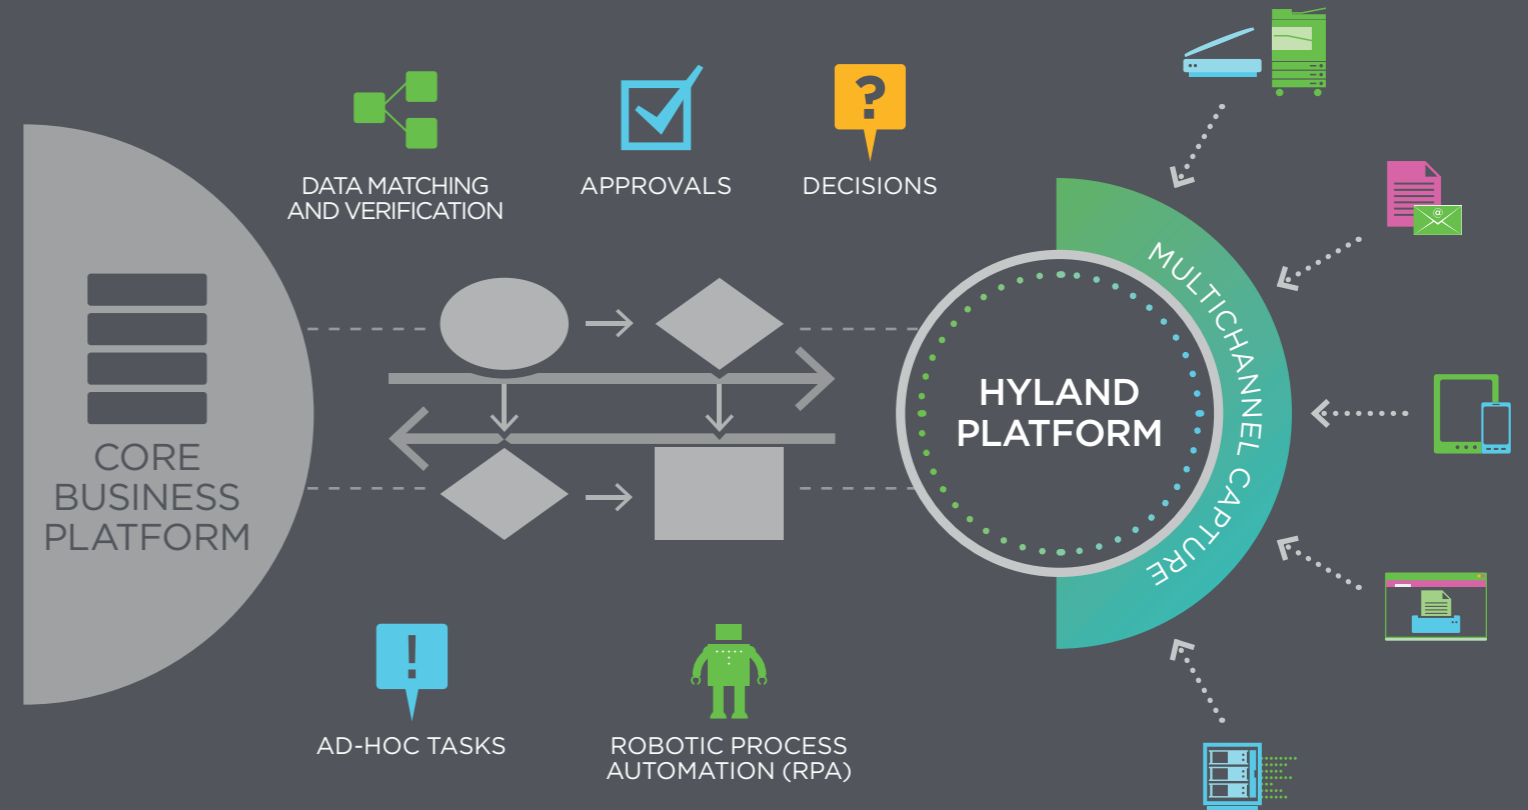 DATA MATCHING
AND VERIFICATION
APPROVALS
DECISIONS
CORE
BUSINESS
PLATFORM
HYLAND
PLATFORM
MULTICHANNEL CAPTURE
AD-HOC TASKS
ROBOTIC PROCESS
AUTOMATION (RPA)